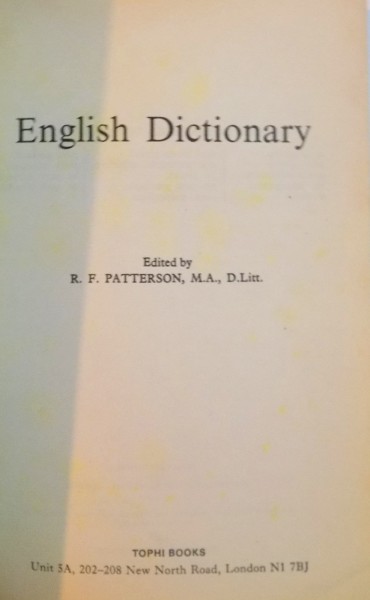 English Dictionary
Edited by
R. F. PATTERSON, M.A., D.Litt.
TOPHI BOOKS
Unit 5A, 202–208 New North Road, London N1 7BJ